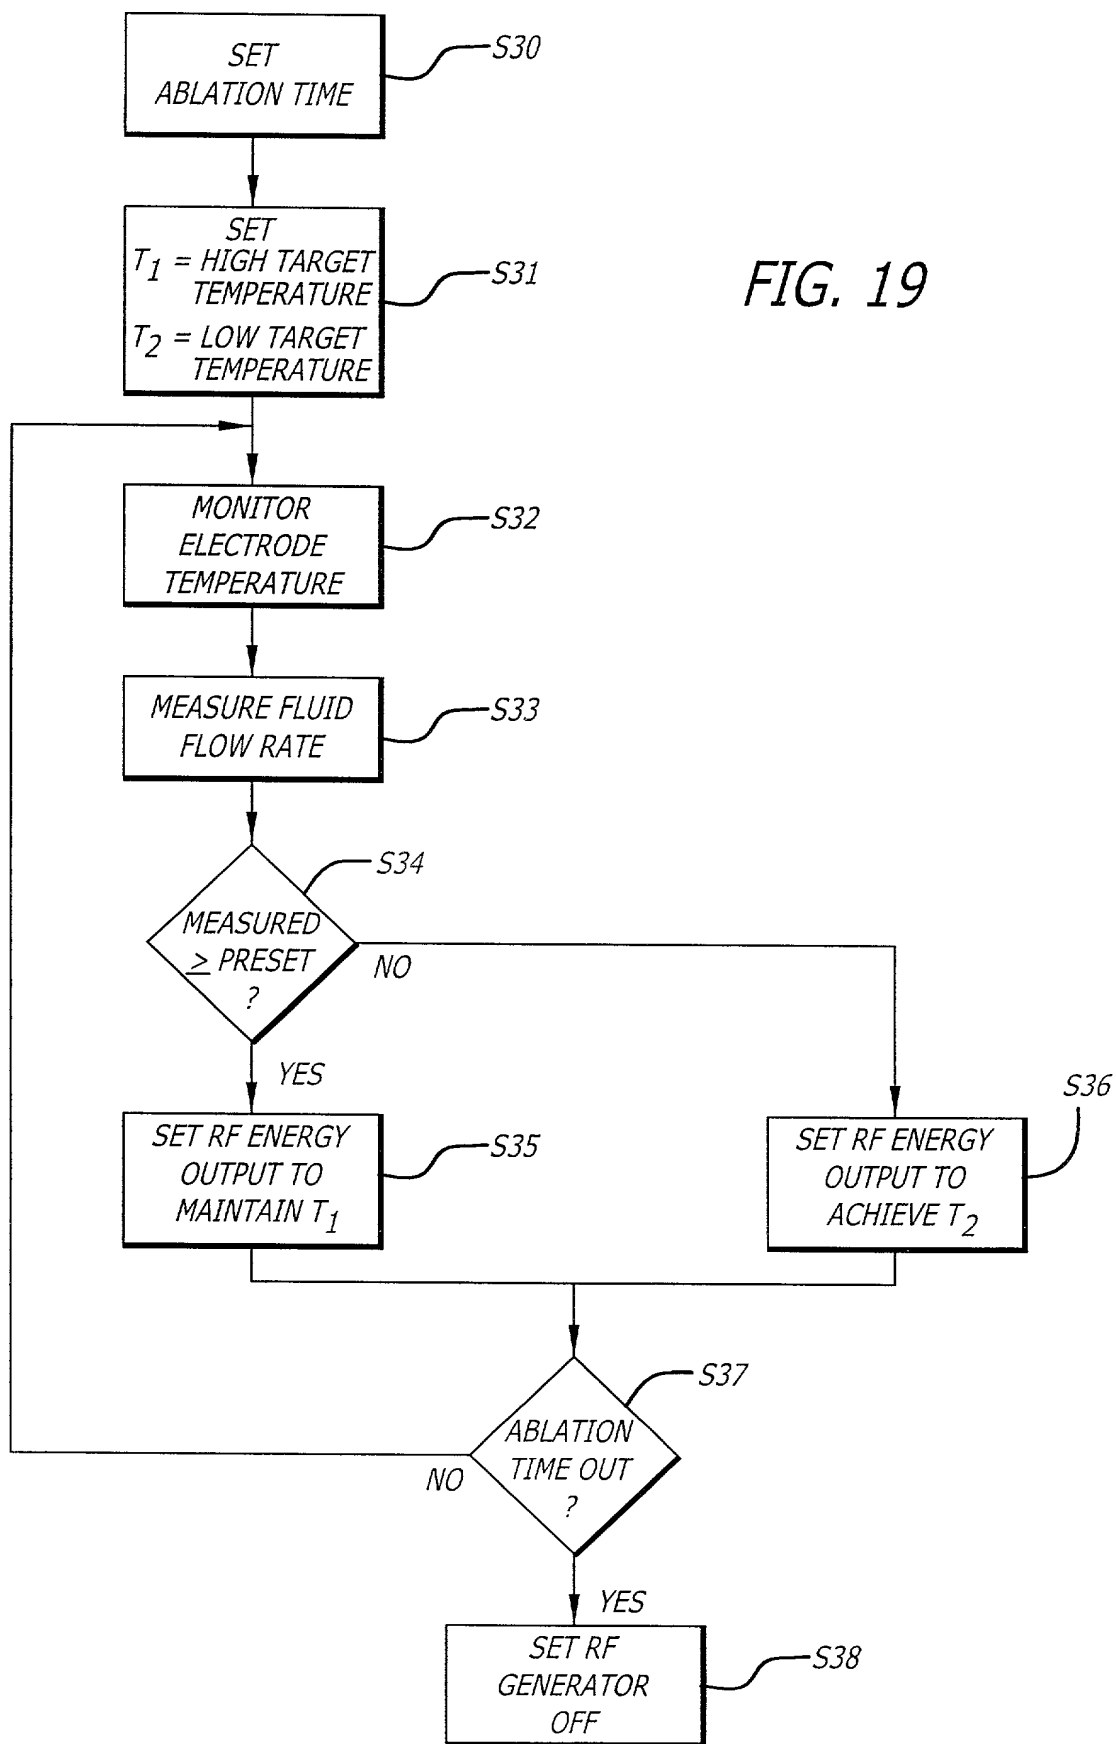 SET
ABLATION TIME
S30
SET
T1 = HIGH TARGET
TEMPERATURE
T2 = LOW TARGET
TEMPERATURE
S31
FIG. 19
MONITOR
ELECTRODE
TEMPERATURE
S32
MEASURE FLUID
FLOW RATE
S33
S34
MEASURED
≥ PRESET
?
NO
YES
SET RF ENERGY
OUTPUT TO
MAINTAIN T1
S35
S36
SET RF ENERGY
OUTPUT TO
ACHIEVE T2
S37
ABLATION
TIME OUT
?
NO
YES
SET RF
GENERATOR
OFF
S38